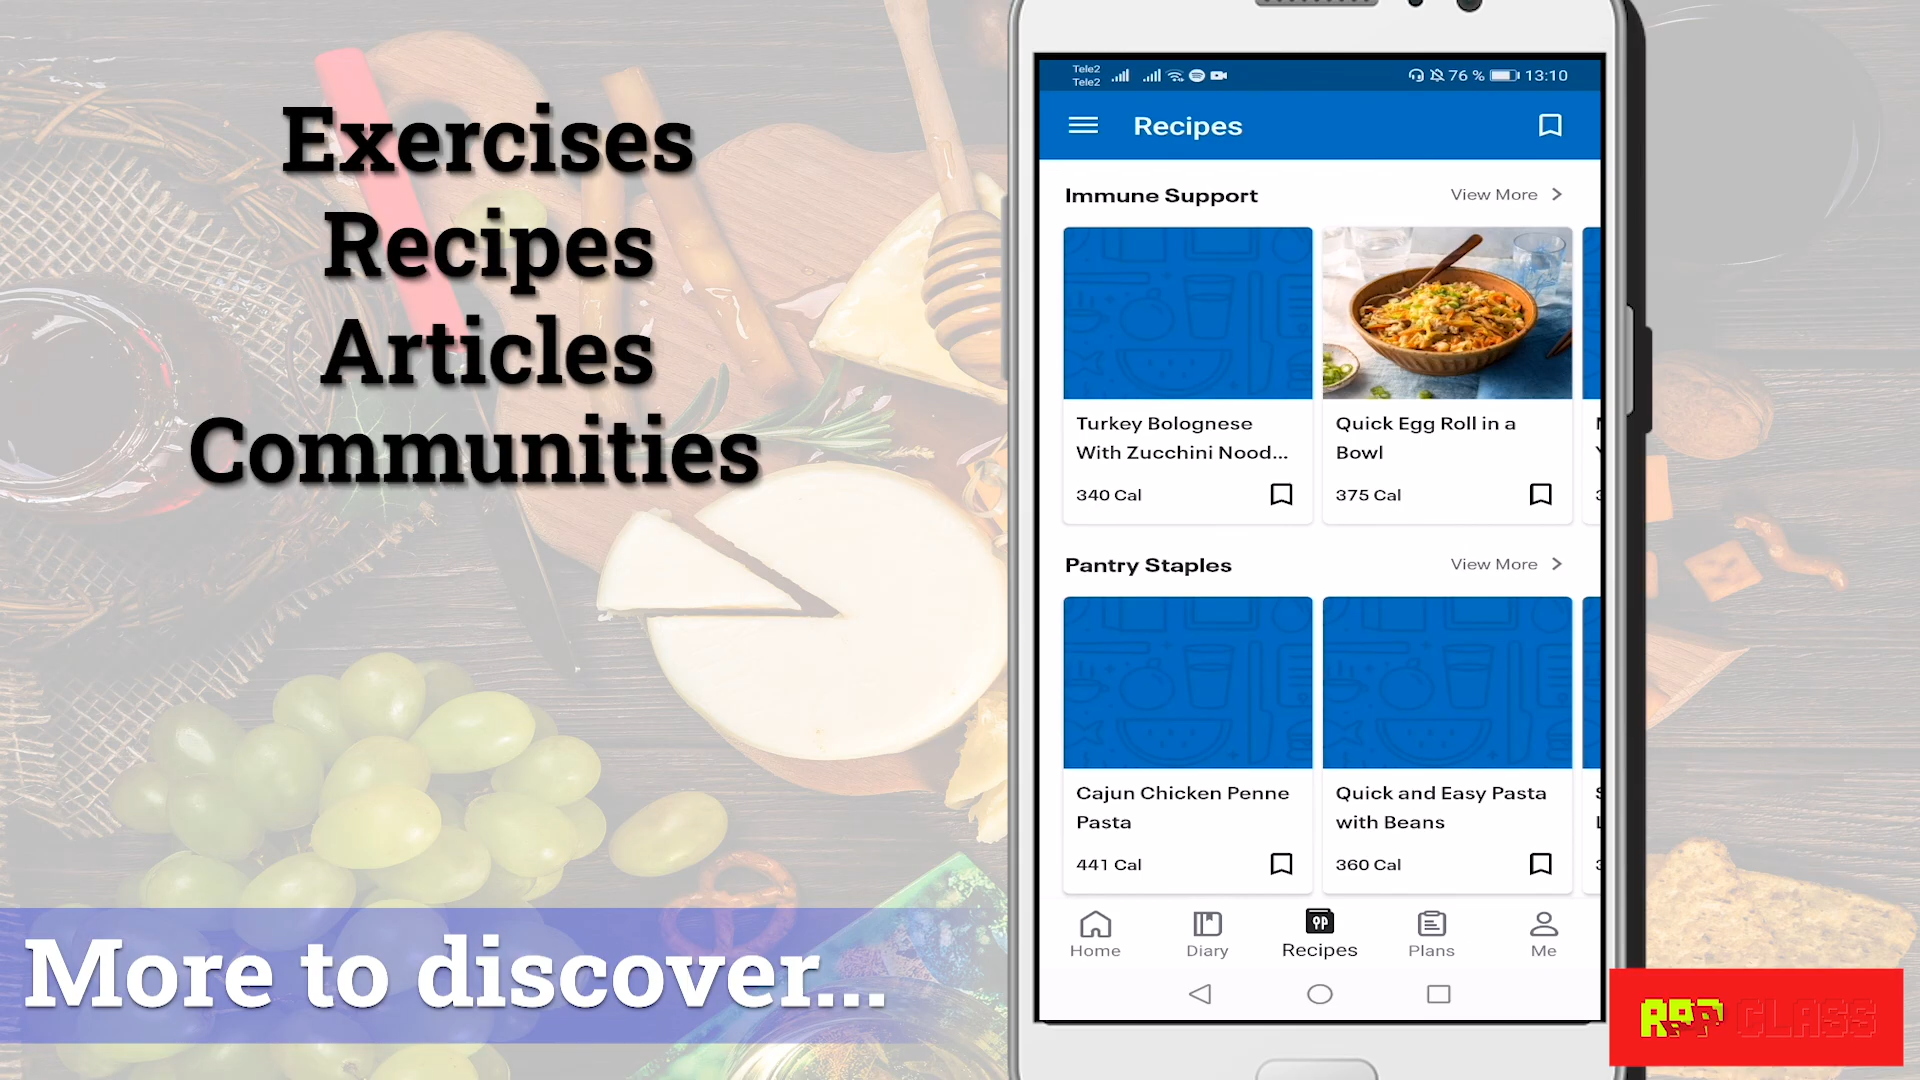 Exercises
Recipes
Articles
Communities
More to discover...
Tele2
Tele2
76 %
13:10
Recipes
Immune Support
View More
Turkey Bolognese
With Zucchini Nood...
340 Cal
Quick Egg Roll in a
Bowl
375 Cal
Pantry Staples
View More
Cajun Chicken Penne
Pasta
441 Cal
Quick and Easy Pasta
with Beans
360 Cal
Home
Diary
Recipes
Plans
Me
CLASS